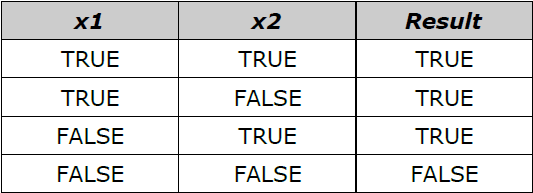 x1 x2 Result
TRUE TRUE TRUE
TRUE FALSE TRUE
FALSE TRUE TRUE
FALSE FALSE FALSE